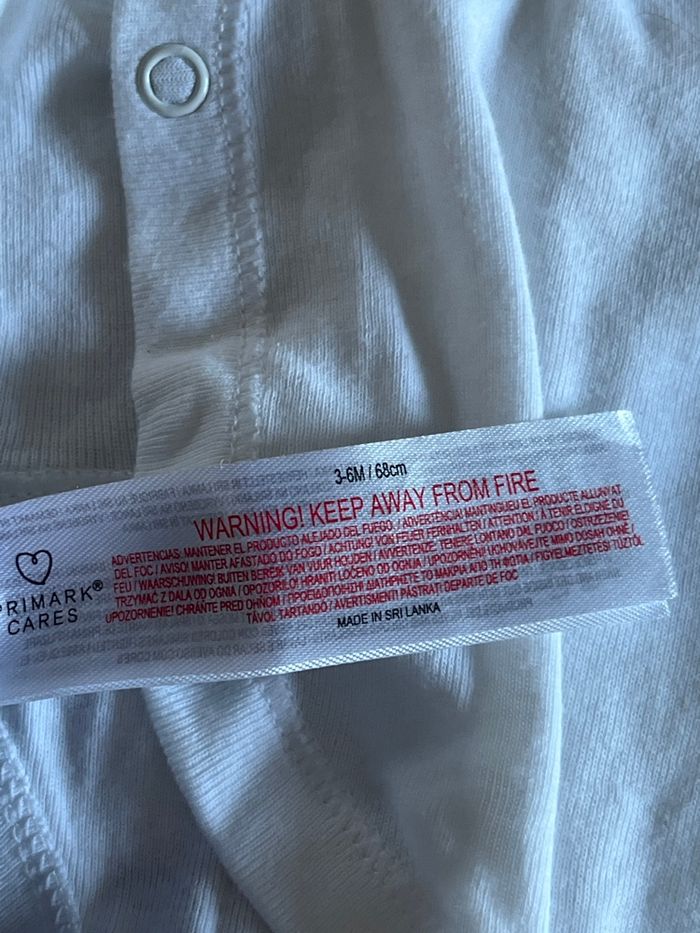 3-6M / 68cm
WARNING! KEEP AWAY FROM FIRE
ADVERTENCIAS: MANTENER EL PRODUCTO ALEJADO DEL FUEGO. / ADVERTÈNCIA! MANTINGUEU EL PRODUCTE ALLUNYAT
DEL FOC / AVISO! MANTER AFASTADO DO FOGO / ACHTUNG! VON FEUER FERNHALTEN / ATTENTION : À TENIR ÉLOIGNÉ DU
FEU / WAARSCHUWING! BUITEN BEREIK VAN VUUR HOUDEN / AVVERTENZE: TENERE LONTANO DAL FUOCO / OSTRZEŻENIE!
TRZYMAĆ Z DALA OD OGNIA / OPOZORILO! HRANITI LOČENO OD OGNJA / UPOZORNĚNÍ! UCHOVÁVEJTE MIMO DOSAH OHNĚ /
UPOZORNENIE! CHRÁŇTE PRED OHŇOM / ΠΡΟΕΙΔΟΠΟΙΗΣΗ! ΔΙΑΤΗΡΗΣΤΕ ΤΟ ΜΑΚΡΙΑ ΑΠΟ ΤΗ ΦΩΤΙΑ / FIGYELMEZTETÉS! TŰZTŐL
TÁVOL TARTANDÓ / AVERTISMENT! PĂSTRAȚI DEPARTE DE FOC
MADE IN SRI LANKA
PRIMARK®
CARES